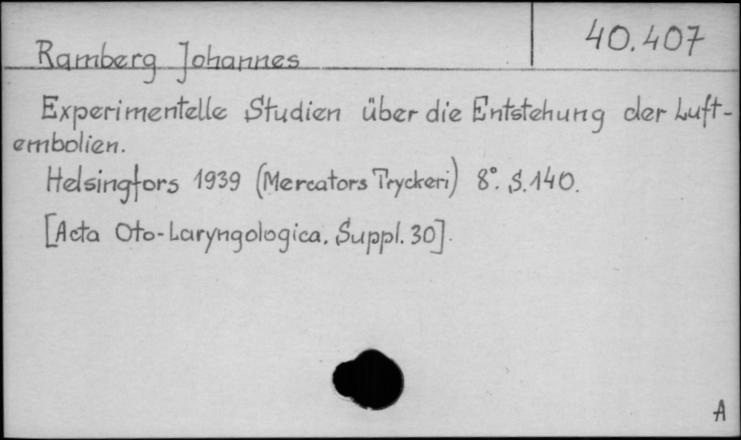 40.407
Ramberg Johannes
Experimentelle Studien über die Entstehung der Luft-
embolien.
Helsingfors 1939 (Mercators Tryckeri) 8°. S.140.
[Acta Oto-Laryngologica. Suppl. 30].
A